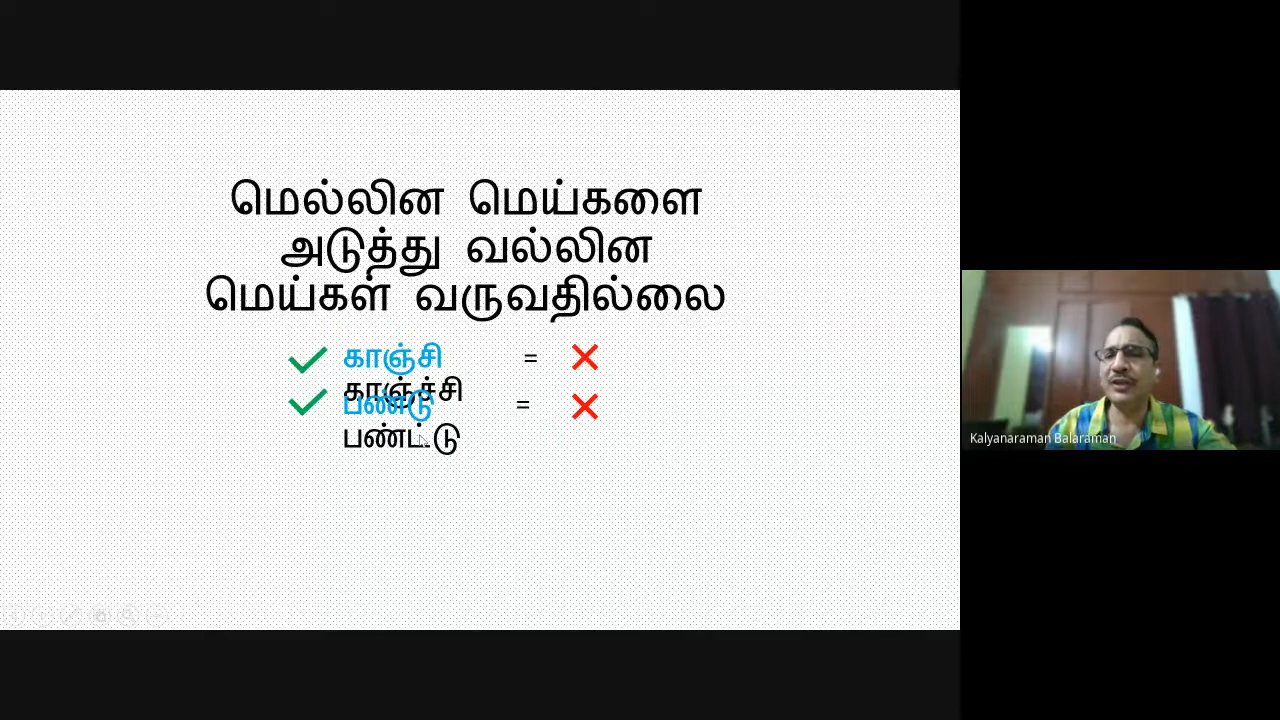 மெல்லின மெய்களை
அடுத்து வல்லின
மெய்கள் வருவதில்லை
காஞ்சி =
காஞ்ச்சி
பண்டு =
பண்ட்டு
Kalyanaraman Balaraman